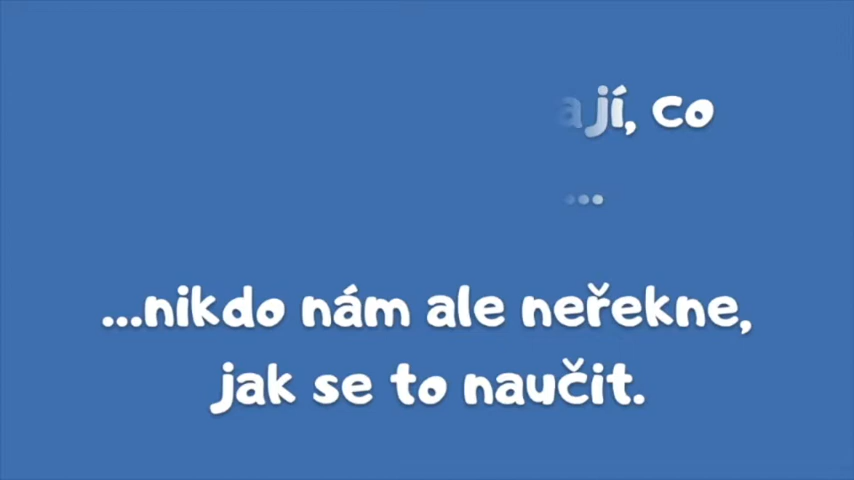 jí, co
...
...nikdo nám ale neřekne,
jak se to naučit.